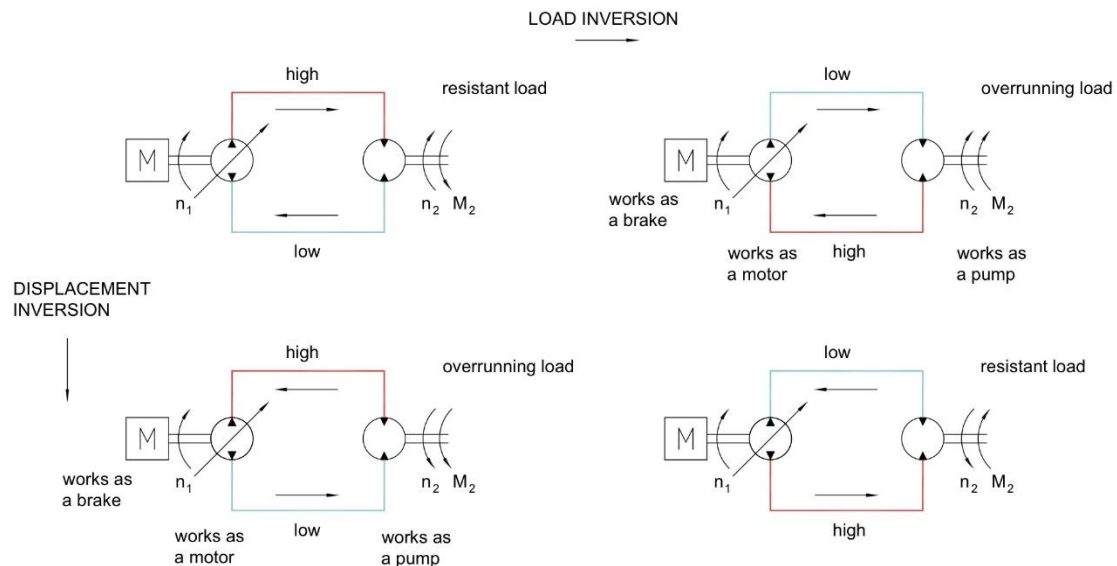 LOAD INVERSION
high
resistant load
M
n1
n2 M2
low
low
overrunning load
M
works as
a brake
n1
n2 M2
works as
a motor
high
works as
a pump
DISPLACEMENT
INVERSION
high
overrunning load
M
works as
a brake
n1
n2 M2
works as
a motor
low
works as
a pump
low
resistant load
M
n1
n2 M2
high